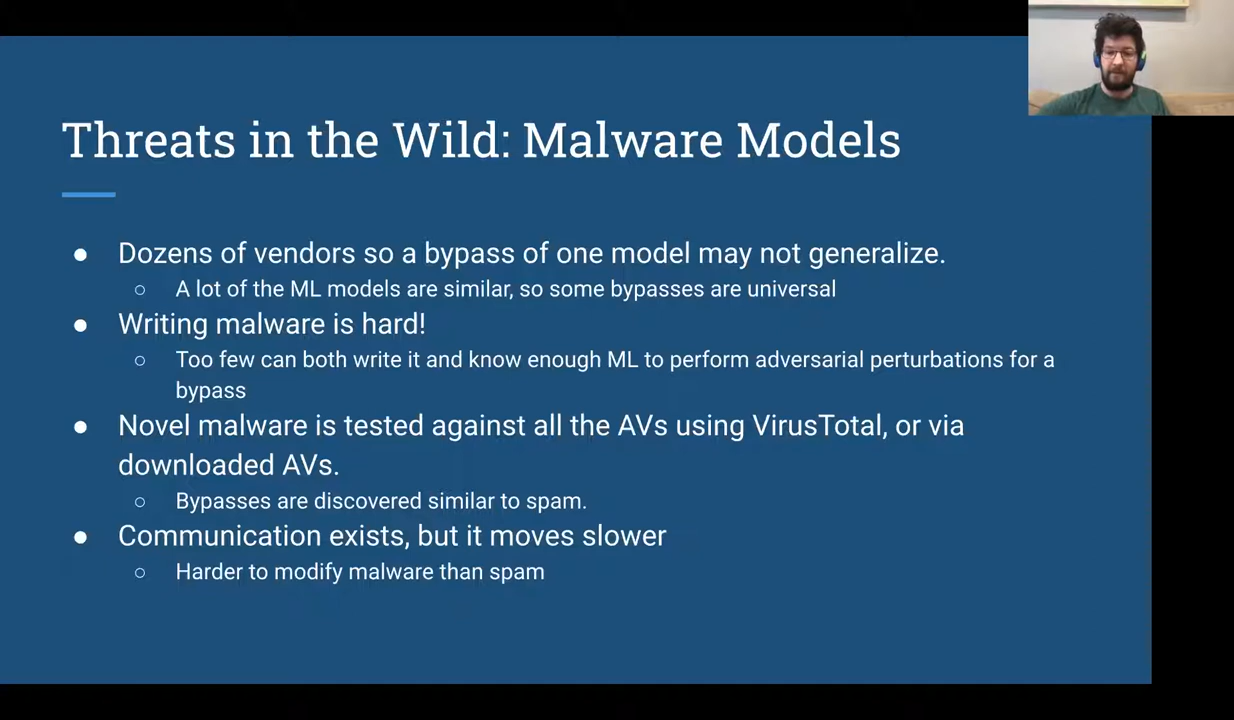 Threats in the Wild: Malware Models
● Dozens of vendors so a bypass of one model may not generalize.
○ A lot of the ML models are similar, so some bypasses are universal
● Writing malware is hard!
○ Too few can both write it and know enough ML to perform adversarial perturbations for a
bypass
● Novel malware is tested against all the AVs using VirusTotal, or via
downloaded AVs.
○ Bypasses are discovered similar to spam.
● Communication exists, but it moves slower
○ Harder to modify malware than spam